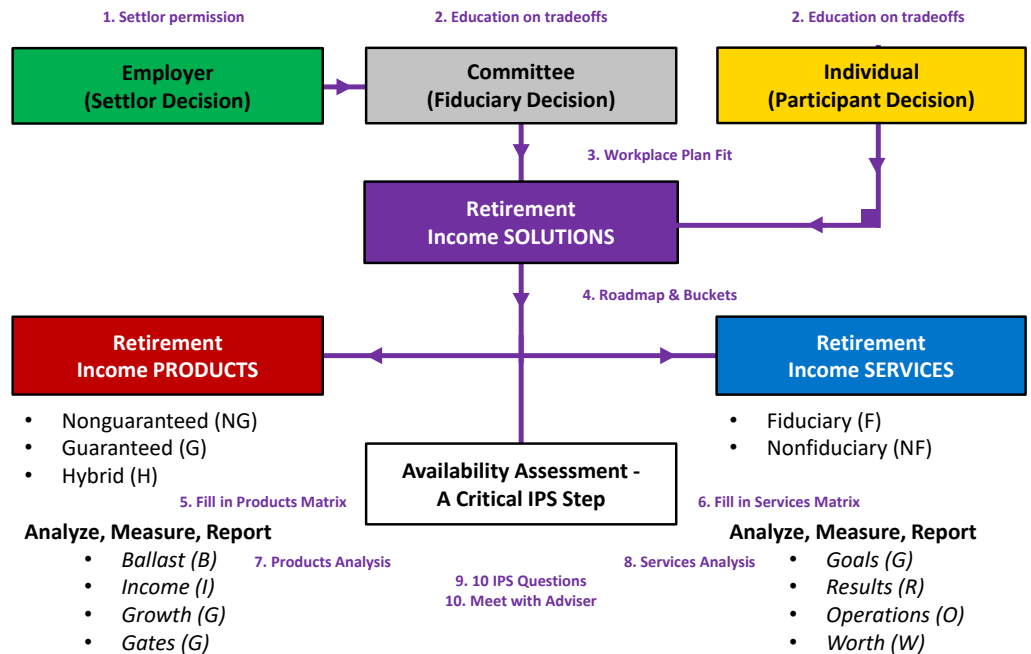 1. Settlor permission
2. Education on tradeoffs
2. Education on tradeoffs
Employer
(Settlor Decision)
Committee
(Fiduciary Decision)
Individual
(Participant Decision)
3. Workplace Plan Fit
Retirement
Income SOLUTIONS
4. Roadmap & Buckets
Retirement
Income PRODUCTS
Retirement
Income SERVICES
• Nonguaranteed (NG)
• Guaranteed (G)
• Hybrid (H)
• Fiduciary (F)
• Nonfiduciary (NF)
Availability Assessment -
A Critical IPS Step
5. Fill in Products Matrix
6. Fill in Services Matrix
Analyze, Measure, Report
• Ballast (B)
• Income (I)
• Growth (G)
• Gates (G)
7. Products Analysis
8. Services Analysis
9. 10 IPS Questions
10. Meet with Adviser
Analyze, Measure, Report
• Goals (G)
• Results (R)
• Operations (O)
• Worth (W)